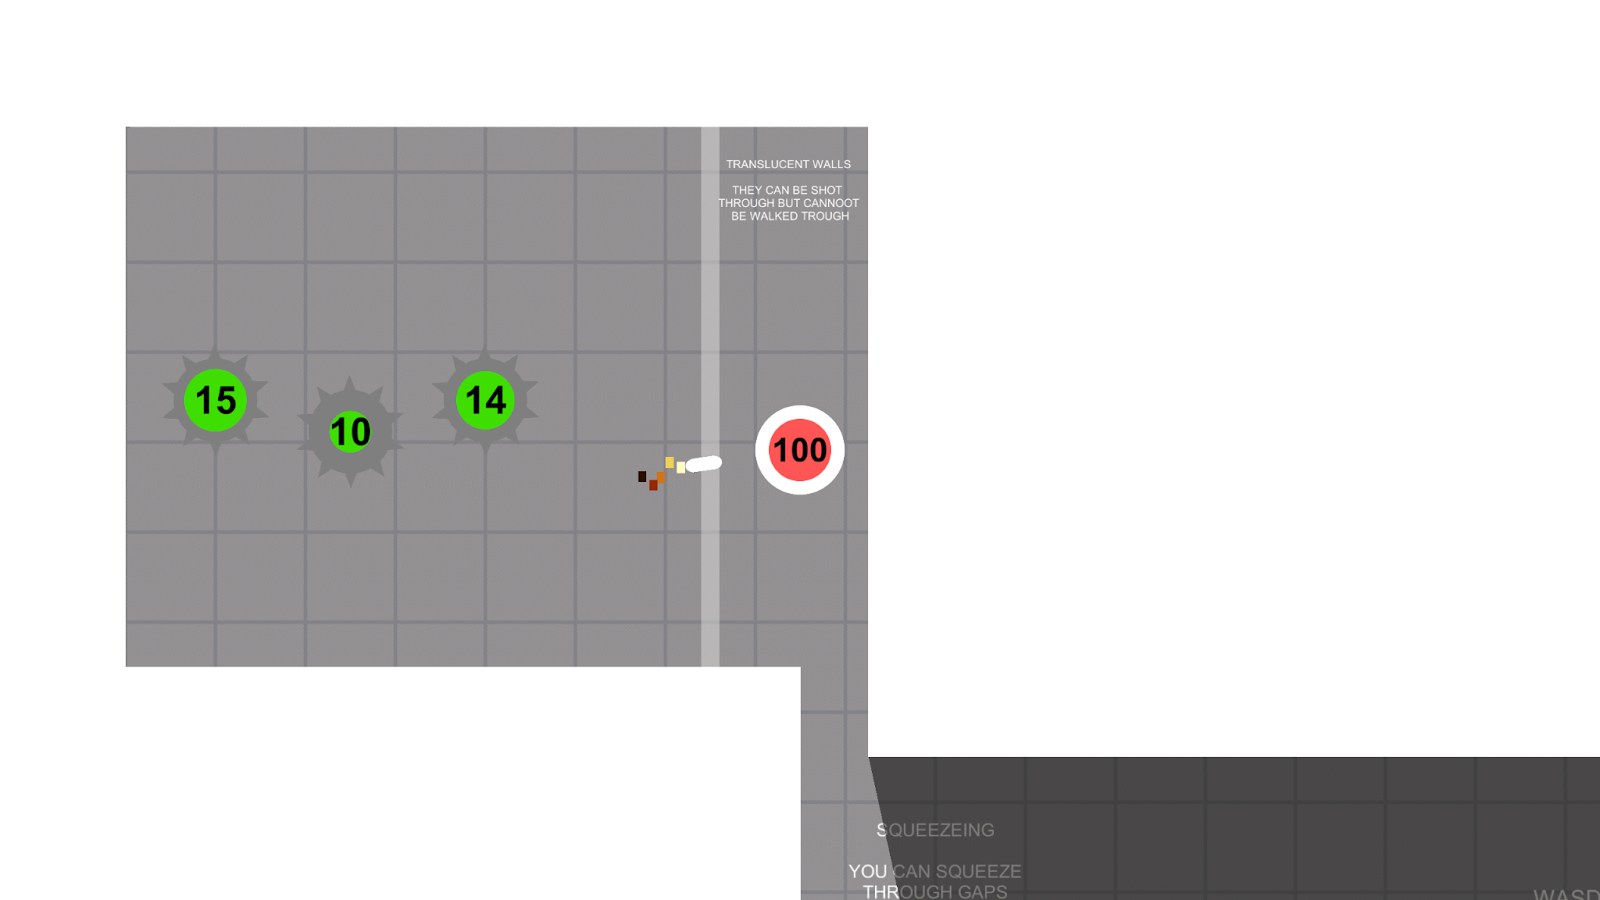 TRANSLUCENT WALLS
THEY CAN BE SHOT
THROUGH BUT CANNOOT
BE WALKED TROUGH
15
10
14
100
SQUEEZEING
YOU CAN SQUEEZE
THROUGH GAPS
WASD